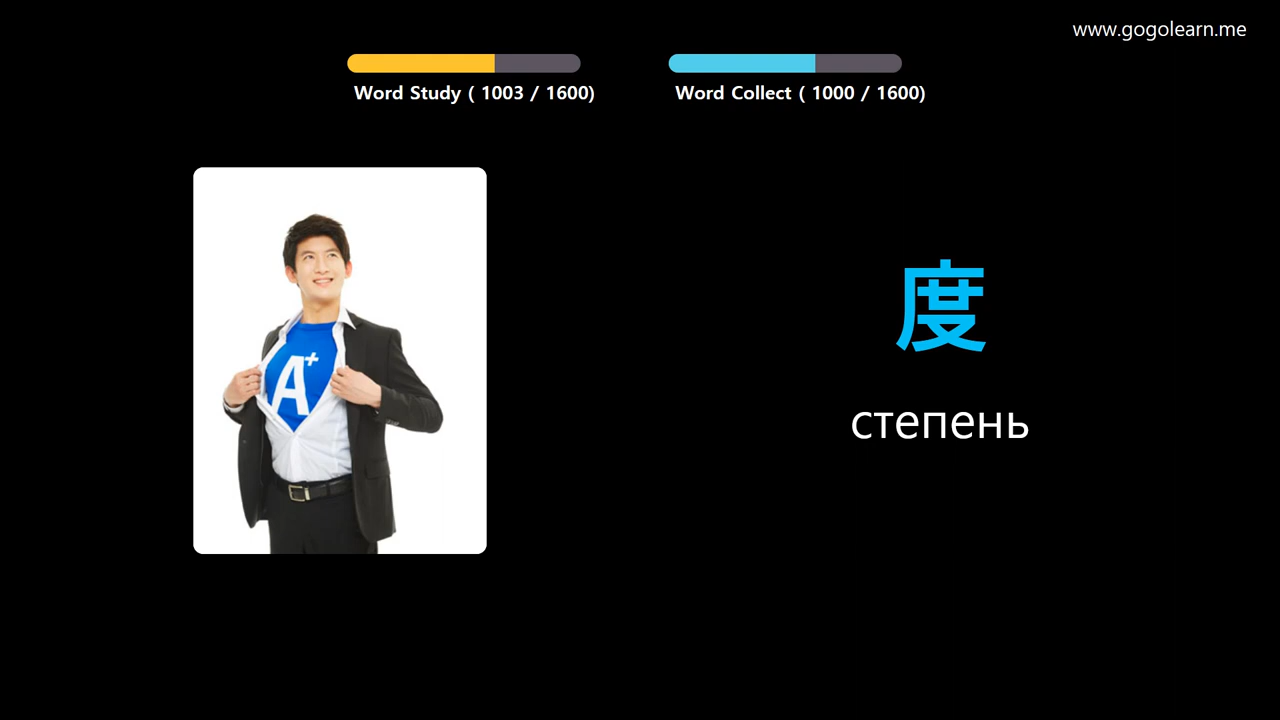 www.gogolearn.me
Word Study ( 1003 / 1600)
Word Collect ( 1000 / 1600)
A+
度
степень